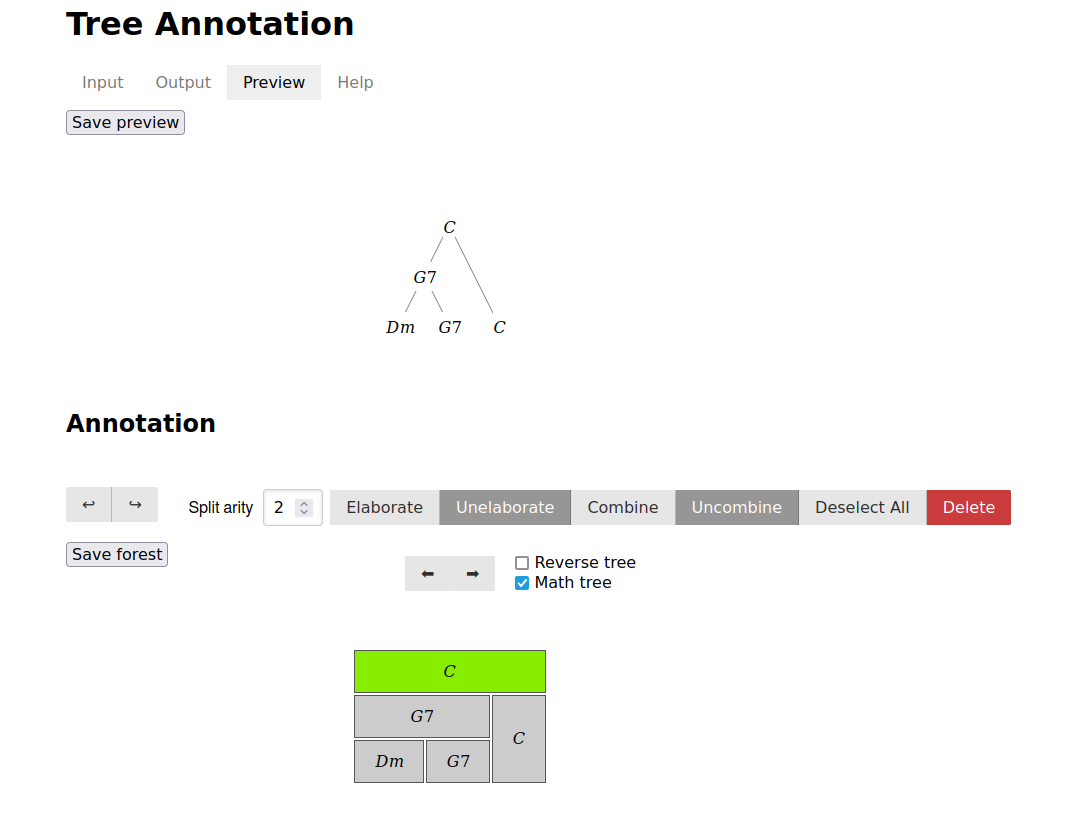 Tree Annotation
Input Output Preview Help
Save preview
C
G7
Dm G7 C
Annotation
↩ ↪ Split arity 2 Elaborate Unelaborate Combine Uncombine Deselect All Delete
Save forest
⬅ ➡ Reverse tree
Math tree
C
G7
C
Dm G7